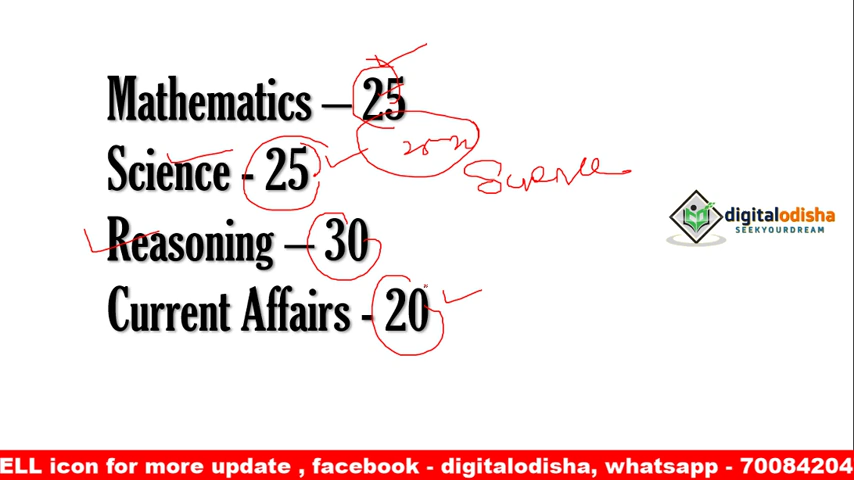 Mathematics – 25
Science - 25
Science
Reasoning – 30
digitalodisha
SEEKYOURDREAM
Current Affairs - 20
ELL icon for more update , facebook - digitalodisha, whatsapp - 70084204